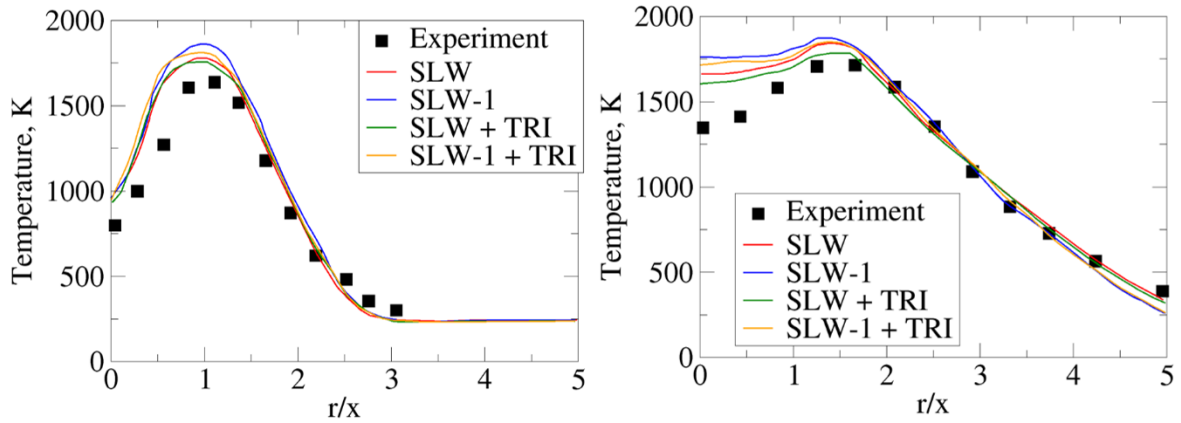 2000
1500
1000
500
0
Temperature, K
Experiment
SLW
SLW-1
SLW + TRI
SLW-1 + TRI
0 1 2 3 4 5
r/x
2000
1500
1000
500
0
Temperature, K
Experiment
SLW
SLW-1
SLW + TRI
SLW-1 + TRI
0 1 2 3 4 5
r/x